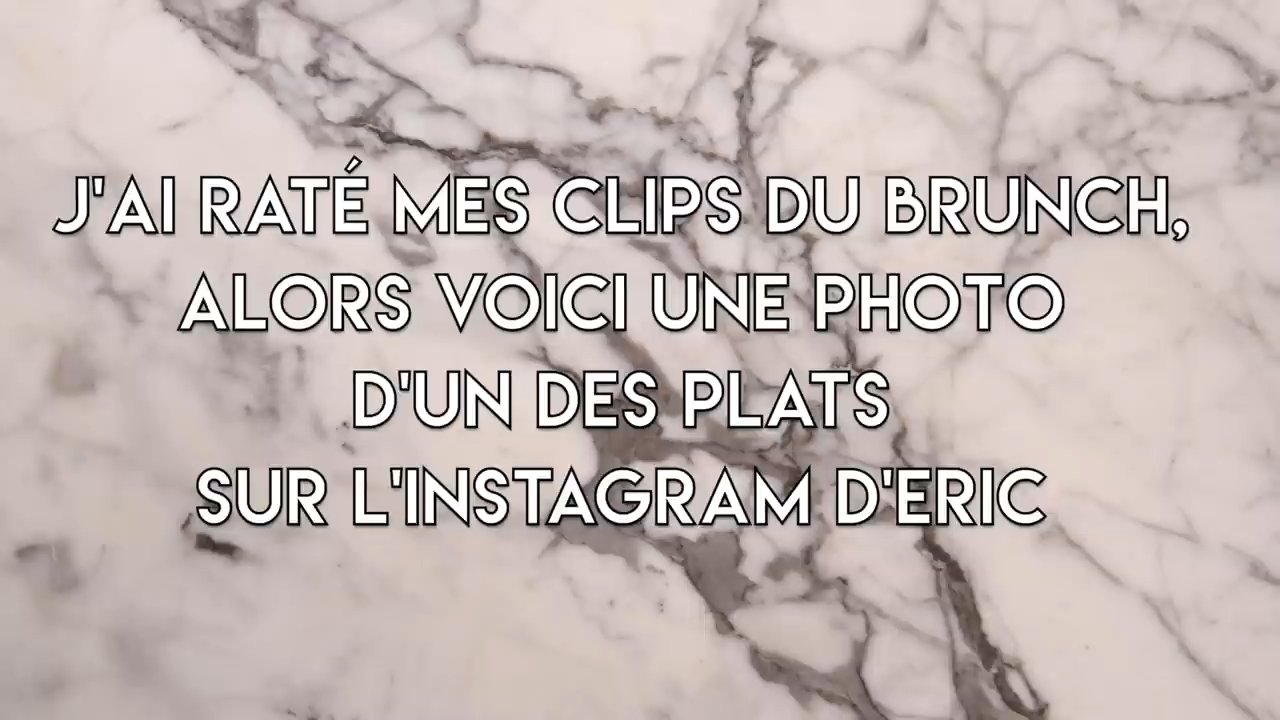 J'AI RATÉ MES CLIPS DU BRUNCH,
ALORS VOICI UNE PHOTO
D'UN DES PLATS
SUR L'INSTAGRAM D'ERIC